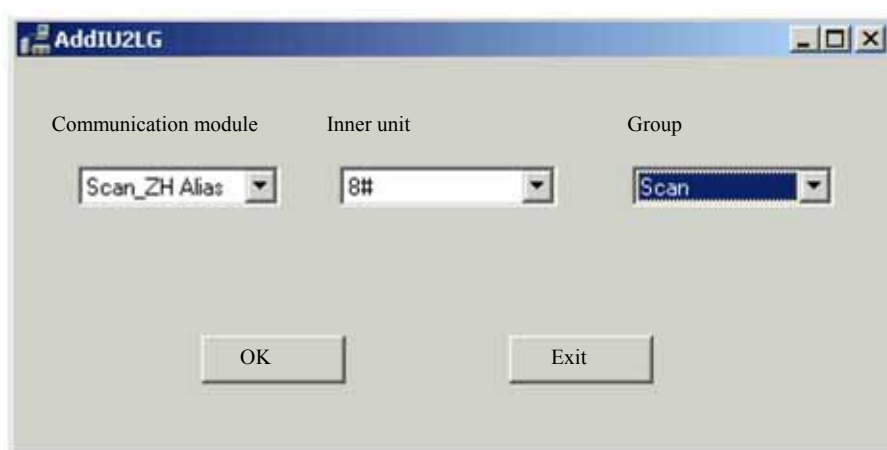 AddIU2LG
Communication module Inner unit Group
Scan_ZH Alias 8# Scan
OK Exit